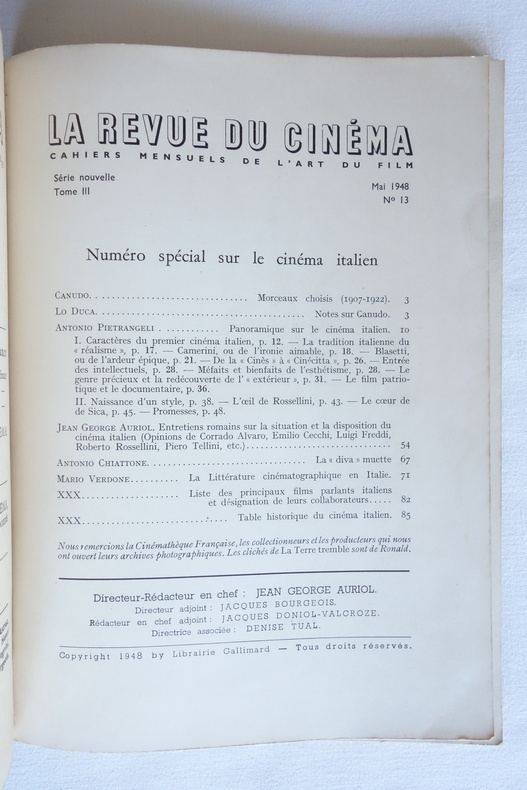 LA REVUE DU CINÉMA
CAHIERS MENSUELS DE L'ART DU FILM
Série nouvelle
Tome III
Mai 1948
Nº 13
Numéro spécial sur le cinéma italien
CANUDO. . . . . . . . . . . . . . . . . . . . . . . . . . . . . Morceaux choisis (1907-1922). 3
LO DUCA. . . . . . . . . . . . . . . . . . . . . . . . . . . . . . . . . . . . . . Notes sur Canudo. 3
ANTONIO PIETRANGELI . . . . . . . . . . . Panoramique sur le cinéma italien. 10
I. Caractères du premier cinéma italien, p. 12. — La tradition italienne du
« réalisme », p. 17. — Camerini, ou de l'ironie aimable, p. 18. — Blasetti,
ou de l'ardeur épique, p. 21. — De la « Cinès » à « Cinécitta », p. 26. — Entrée
des intellectuels, p. 28. — Méfaits et bienfaits de l'esthétisme, p. 28. — Le
genre précieux et la redécouverte de l' « extérieur », p. 31. — Le film patrio-
tique et le documentaire, p. 36.
II. Naissance d'un style, p. 38. — L'œil de Rossellini, p. 43. — Le cœur de
de Sica, p. 45. — Promesses, p. 48.
JEAN GEORGE AURIOL. Entretiens romains sur la situation et la disposition du
cinéma italien (Opinions de Corrado Alvaro, Emilio Cecchi, Luigi Freddi,
Roberto Rossellini, Piero Tellini, etc.) . . . . . . . . . . . . . . . . . . . . . . . . . . 54
ANTONIO CHIATTONE. . . . . . . . . . . . . . . . . . . . . . . . . . . . . La « diva » muette 67
MARIO VERDONE. . . . . . . . . . La Littérature cinématographique en Italie. 71
XXX. . . . . . . . . . . . . . . . . . Liste des principaux films parlants italiens
et désignation de leurs collaborateurs. . . . . 82
XXX. . . . . . . . . . . . . . . . . . . . . . . . . . . Table historique du cinéma italien. 85
Nous remercions la Cinémathèque Française, les collectionneurs et les producteurs qui nous
ont ouvert leurs archives photographiques. Les clichés de La Terre tremble sont de Ronald.
Directeur-Rédacteur en chef : JEAN GEORGE AURIOL.
Directeur adjoint : JACQUES BOURGEOIS.
Rédacteur en chef adjoint : JACQUES DONIOL-VALCROZE.
Directrice associée : DENISE TUAL.
Copyright 1948 by Librairie Gallimard — Tous droits réservés.